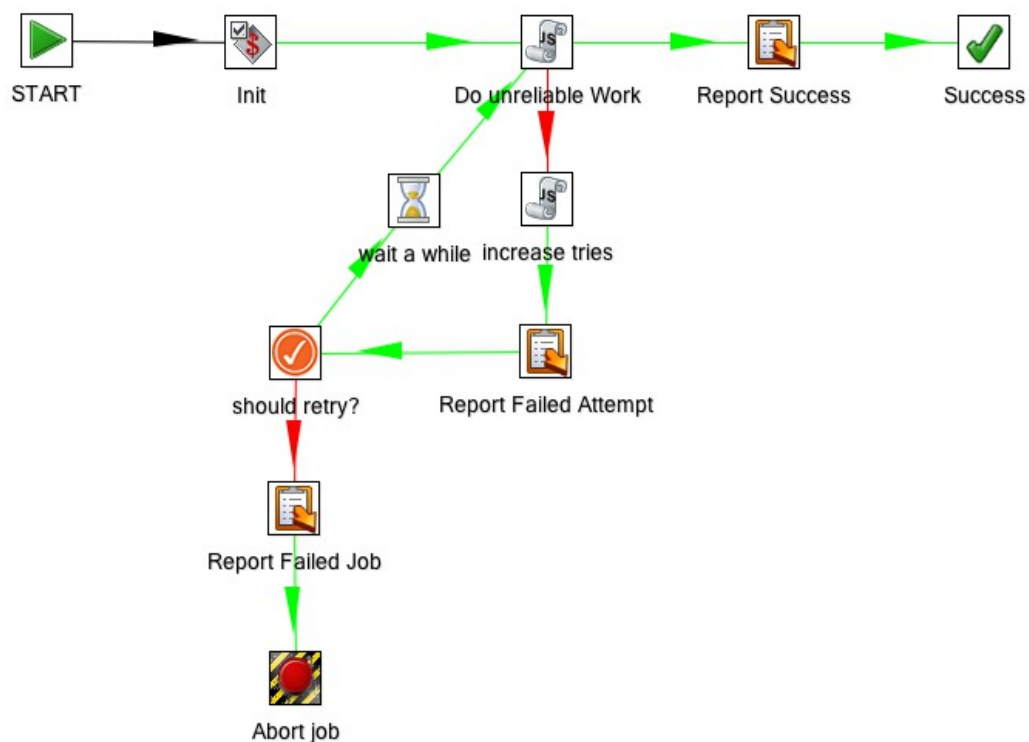 START
Init
Do unreliable Work
Report Success
Success
wait a while
increase tries
should retry?
Report Failed Attempt
Report Failed Job
Abort job